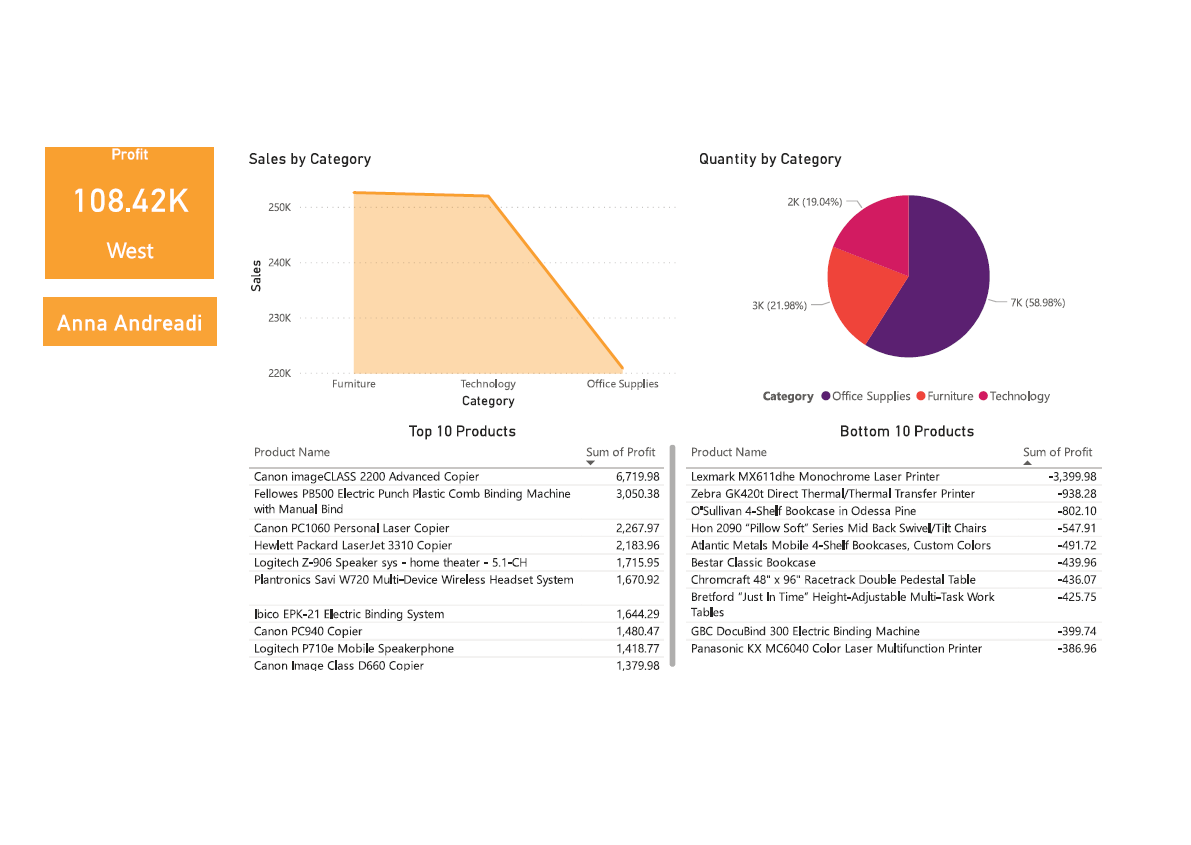 Profit
108.42K
West
Anna Andreadi
Sales by Category
250K
240K
230K
220K
Sales
Furniture Technology Office Supplies
Category
Quantity by Category
2K (19.04%)
3K (21.98%)
7K (58.98%)
Category Office Supplies Furniture Technology
Top 10 Products
Product Name Sum of Profit
Canon imageCLASS 2200 Advanced Copier 6,719.98
Fellowes PB500 Electric Punch Plastic Comb Binding Machine 3,050.38
with Manual Bind
Canon PC1060 Personal Laser Copier 2,267.97
Hewlett Packard LaserJet 3310 Copier 2,183.96
Logitech Z-906 Speaker sys - home theater - 5.1-CH 1,715.95
Plantronics Savi W720 Multi-Device Wireless Headset System 1,670.92
Ibico EPK-21 Electric Binding System 1,644.29
Canon PC940 Copier 1,480.47
Logitech P710e Mobile Speakerphone 1,418.77
Canon Image Class D660 Copier 1,379.98
Bottom 10 Products
Product Name Sum of Profit
Lexmark MX611dhe Monochrome Laser Printer -3,399.98
Zebra GK420t Direct Thermal/Thermal Transfer Printer -938.28
O'Sullivan 4-Shelf Bookcase in Odessa Pine -802.10
Hon 2090 “Pillow Soft” Series Mid Back Swivel/Tilt Chairs -547.91
Atlantic Metals Mobile 4-Shelf Bookcases, Custom Colors -491.72
Bestar Classic Bookcase -439.96
Chromcraft 48" x 96" Racetrack Double Pedestal Table -436.07
Bretford “Just In Time” Height-Adjustable Multi-Task Work -425.75
Tables
GBC DocuBind 300 Electric Binding Machine -399.74
Panasonic KX MC6040 Color Laser Multifunction Printer -386.96